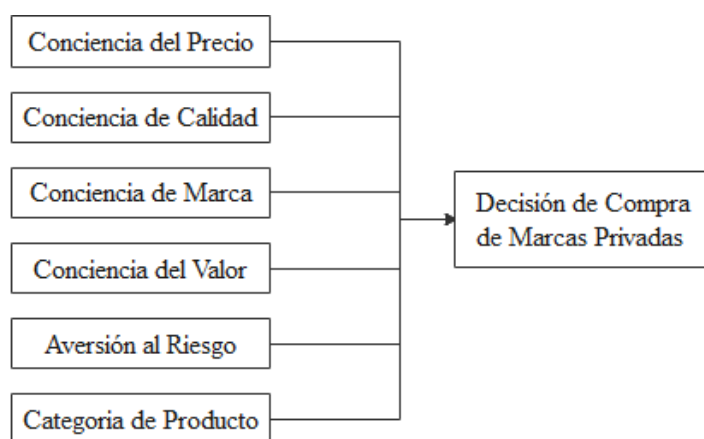 Conciencia del Precio
Conciencia de Calidad
Conciencia de Marca
Conciencia del Valor
Aversión al Riesgo
Categoria de Producto
Decisión de Compra
de Marcas Privadas